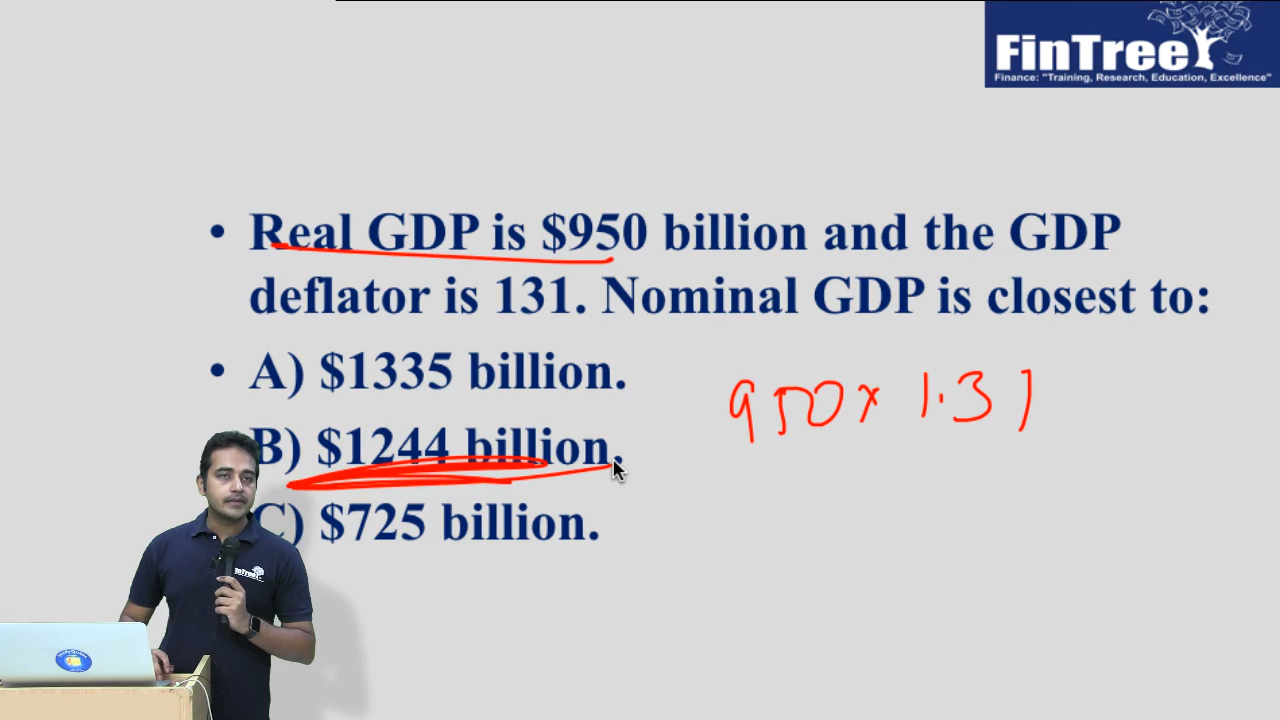 FinTree
Finance: "Training, Research, Education, Excellence"
• Real GDP is $950 billion and the GDP
deflator is 131. Nominal GDP is closest to:
• A) $1335 billion.
950 x 1.31
B) $1244 billion.
C) $725 billion.
FinTree